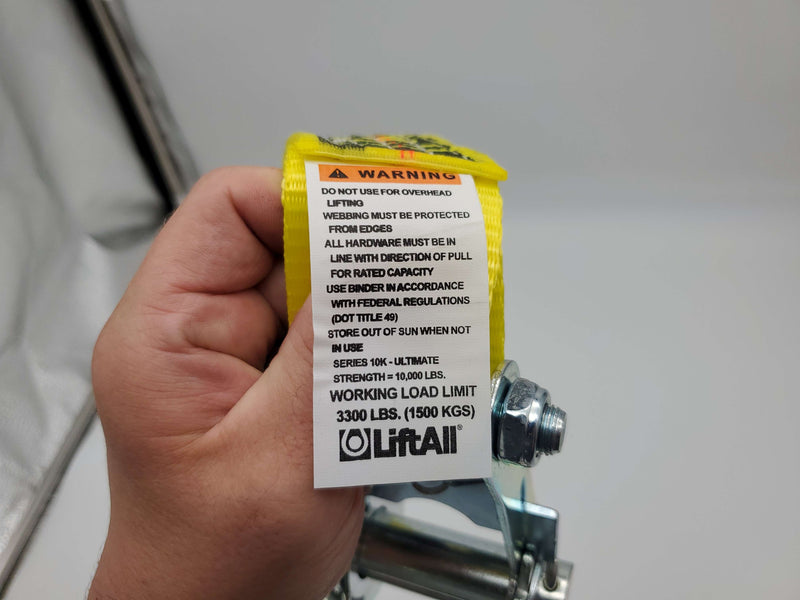 WARNING
DO NOT USE FOR OVERHEAD
LIFTING
WEBBING MUST BE PROTECTED
FROM EDGES
ALL HARDWARE MUST BE IN
LINE WITH DIRECTION OF PULL
FOR RATED CAPACITY
USE BINDER IN ACCORDANCE
WITH FEDERAL REGULATIONS
(DOT TITLE 49)
STORE OUT OF SUN WHEN NOT
IN USE
SERIES 10K - ULTIMATE
STRENGTH = 10,000 LBS.
WORKING LOAD LIMIT
3300 LBS. (1500 KGS)
LiftAll®